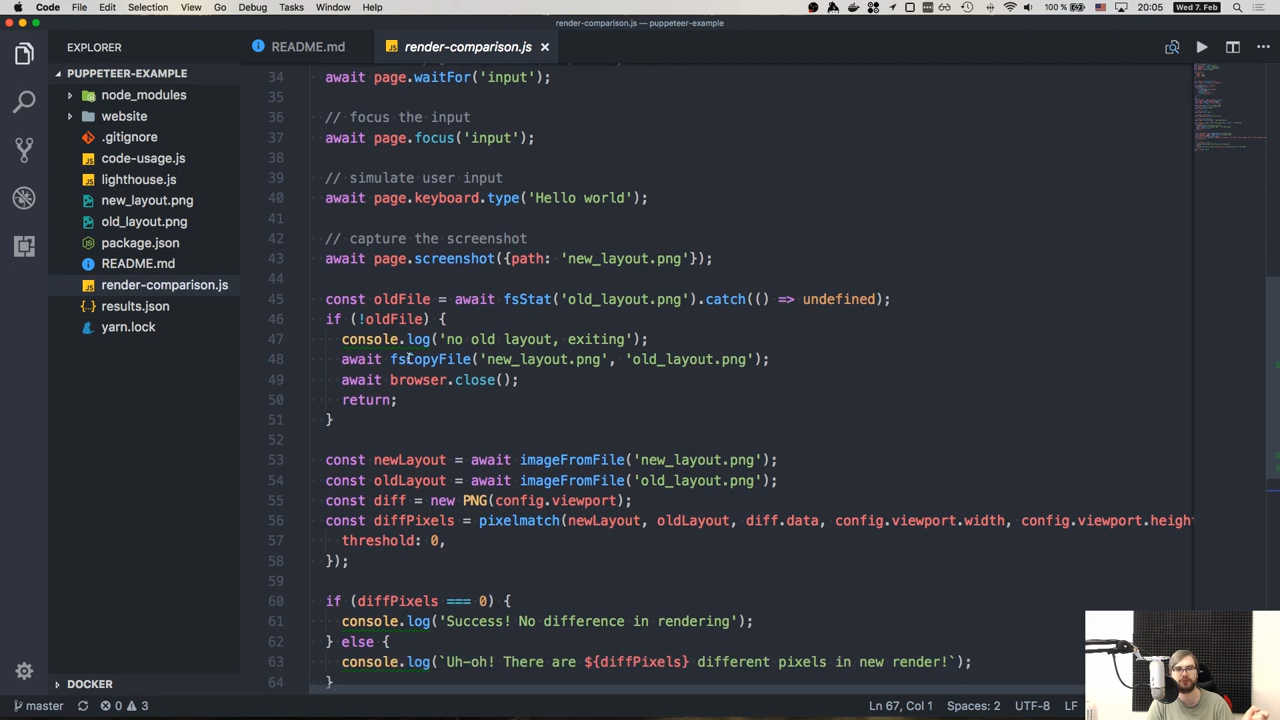 Code File Edit Selection View Go Debug Tasks Window Help 100 % 20:05 Wed 7. Feb
render-comparison.js — puppeteer-example
EXPLORER
PUPPETEER-EXAMPLE
node_modules
website
.gitignore
code-usage.js
lighthouse.js
new_layout.png
old_layout.png
package.json
README.md
render-comparison.js
results.json
yarn.lock
DOCKER
README.md render-comparison.js
34 await page.waitFor('input');
35
36 // focus the input
37 await page.focus('input');
38
39 // simulate user input
40 await page.keyboard.type('Hello world');
41
42 // capture the screenshot
43 await page.screenshot({path: 'new_layout.png'});
44
45 const oldFile = await fsStat('old_layout.png').catch(() => undefined);
46 if (!oldFile) {
47 console.log('no old layout, exiting');
48 await fsCopyFile('new_layout.png', 'old_layout.png');
49 await browser.close();
50 return;
51 }
52
53 const newLayout = await imageFromFile('new_layout.png');
54 const oldLayout = await imageFromFile('old_layout.png');
55 const diff = new PNG(config.viewport);
56 const diffPixels = pixelmatch(newLayout, oldLayout, diff.data, config.viewport.width, config.viewport.heigh
57 threshold: 0,
58 });
59
60 if (diffPixels === 0) {
61 console.log('Success! No difference in rendering');
62 } else {
63 console.log(`Uh-oh! There are ${diffPixels} different pixels in new render!`);
64 }
master 0 3 Ln 67, Col 1 Spaces: 2 UTF-8 LF